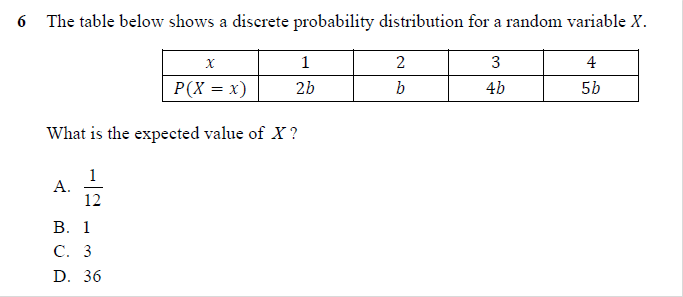 6 The table below shows a discrete probability distribution for a random variable X.
x 1 2 3 4
P(X = x) 2b b 4b 5b
What is the expected value of X ?
A. 1/12
B. 1
C. 3
D. 36